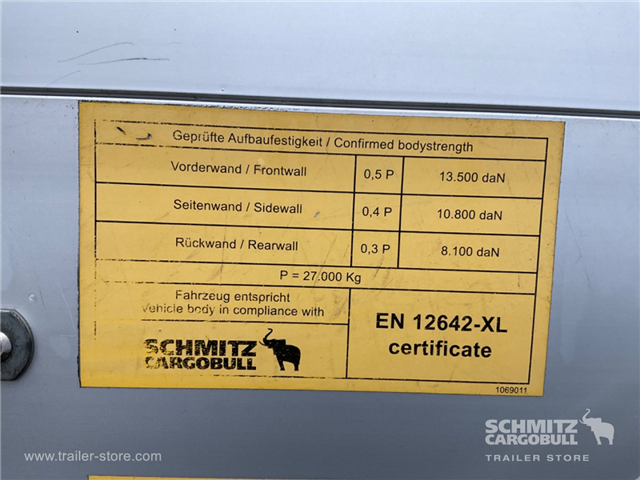 Geprüfte Aufbaufestigkeit / Confirmed bodystrength
Vorderwand / Frontwall 0,5 P 13.500 daN
Seitenwand / Sidewall 0,4 P 10.800 daN
Rückwand / Rearwall 0,3 P 8.100 daN
P = 27.000 Kg
Fahrzeug entspricht
Vehicle body in compliance with
SCHMITZ
CARGOBULL
EN 12642-XL
certificate
1069011
www.trailer-store.com
SCHMITZ
CARGOBULL
TRAILER STORE